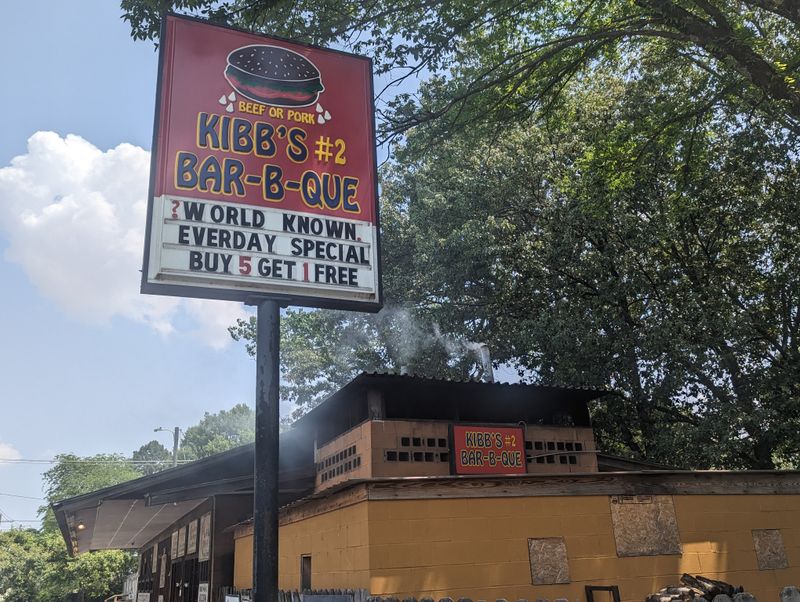 BEEF OR PORK
KIBB'S #2
BAR-B-QUE
?WORLD KNOWN.
EVERDAY SPECIAL
BUY 5 GET 1 FREE
KIBB'S #2
BAR-B-QUE